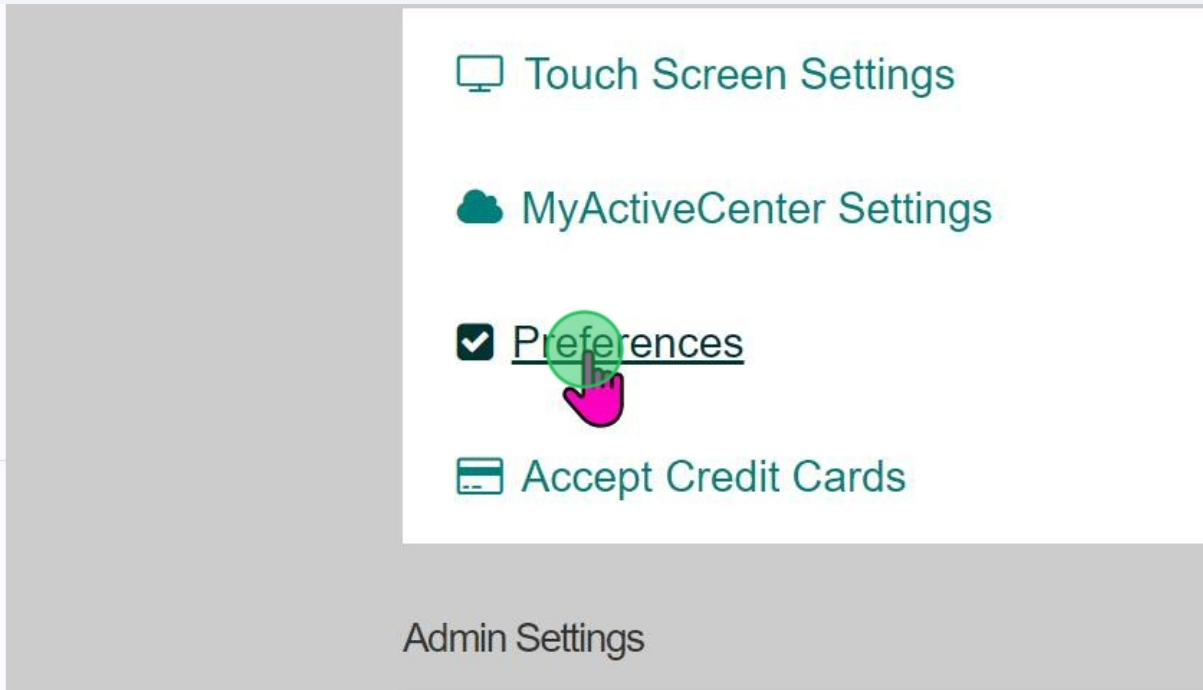 Touch Screen Settings
MyActiveCenter Settings
Preferences
Accept Credit Cards
Admin Settings